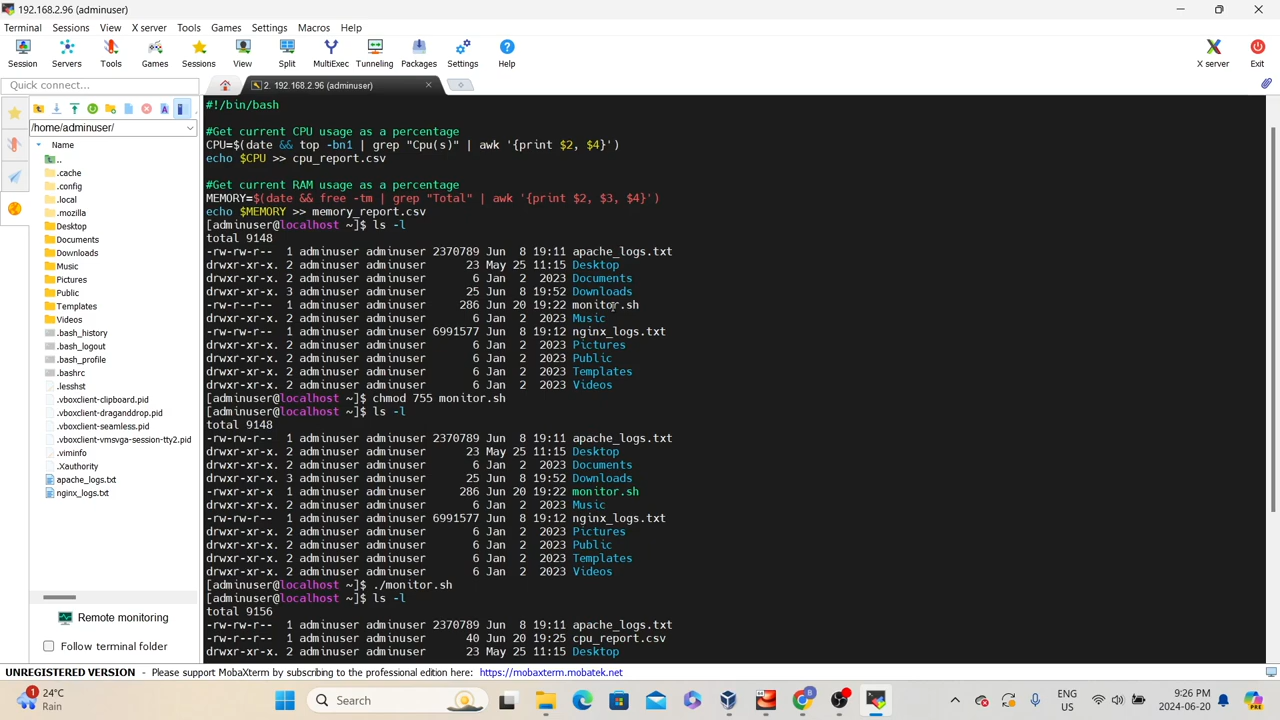 192.168.2.96 (adminuser)
Terminal Sessions View X server Tools Games Settings Macros Help
Session Servers Tools Games Sessions View Split MultiExec Tunneling Packages Settings Help X server Exit
Quick connect...
2. 192.168.2.96 (adminuser)
/home/adminuser/
Name
..
.cache
.config
.local
.mozilla
Desktop
Documents
Downloads
Music
Pictures
Public
Templates
Videos
.bash_history
.bash_logout
.bash_profile
.bashrc
.lesshst
.vboxclient-clipboard.pid
.vboxclient-draganddrop.pid
.vboxclient-seamless.pid
.vboxclient-vmsvga-session-tty2.pid
.viminfo
.Xauthority
apache_logs.txt
nginx_logs.txt
Remote monitoring
Follow terminal folder
#!/bin/bash
#Get current CPU usage as a percentage
CPU=$(date && top -bn1 | grep "Cpu(s)" | awk '{print $2, $4}')
echo $CPU >> cpu_report.csv
#Get current RAM usage as a percentage
MEMORY=$(date && free -tm | grep "Total" | awk '{print $2, $3, $4}')
echo $MEMORY >> memory_report.csv
[adminuser@localhost ~]$ ls -l
total 9148
-rw-rw-r-- 1 adminuser adminuser 2370789 Jun 8 19:11 apache_logs.txt
drwxr-xr-x. 2 adminuser adminuser 23 May 25 11:15 Desktop
drwxr-xr-x. 2 adminuser adminuser 6 Jan 2 2023 Documents
drwxr-xr-x. 3 adminuser adminuser 25 Jun 8 19:52 Downloads
-rw-r--r-- 1 adminuser adminuser 286 Jun 20 19:22 monitor.sh
drwxr-xr-x. 2 adminuser adminuser 6 Jan 2 2023 Music
-rw-rw-r-- 1 adminuser adminuser 6991577 Jun 8 19:12 nginx_logs.txt
drwxr-xr-x. 2 adminuser adminuser 6 Jan 2 2023 Pictures
drwxr-xr-x. 2 adminuser adminuser 6 Jan 2 2023 Public
drwxr-xr-x. 2 adminuser adminuser 6 Jan 2 2023 Templates
drwxr-xr-x. 2 adminuser adminuser 6 Jan 2 2023 Videos
[adminuser@localhost ~]$ chmod 755 monitor.sh
[adminuser@localhost ~]$ ls -l
total 9148
-rw-rw-r-- 1 adminuser adminuser 2370789 Jun 8 19:11 apache_logs.txt
drwxr-xr-x. 2 adminuser adminuser 23 May 25 11:15 Desktop
drwxr-xr-x. 2 adminuser adminuser 6 Jan 2 2023 Documents
drwxr-xr-x. 3 adminuser adminuser 25 Jun 8 19:52 Downloads
-rwxr-xr-x 1 adminuser adminuser 286 Jun 20 19:22 monitor.sh
drwxr-xr-x. 2 adminuser adminuser 6 Jan 2 2023 Music
-rw-rw-r-- 1 adminuser adminuser 6991577 Jun 8 19:12 nginx_logs.txt
drwxr-xr-x. 2 adminuser adminuser 6 Jan 2 2023 Pictures
drwxr-xr-x. 2 adminuser adminuser 6 Jan 2 2023 Public
drwxr-xr-x. 2 adminuser adminuser 6 Jan 2 2023 Templates
drwxr-xr-x. 2 adminuser adminuser 6 Jan 2 2023 Videos
[adminuser@localhost ~]$ ./monitor.sh
[adminuser@localhost ~]$ ls -l
total 9156
-rw-rw-r-- 1 adminuser adminuser 2370789 Jun 8 19:11 apache_logs.txt
-rw-r--r-- 1 adminuser adminuser 40 Jun 20 19:25 cpu_report.csv
drwxr-xr-x. 2 adminuser adminuser 23 May 25 11:15 Desktop
UNREGISTERED VERSION - Please support MobaXterm by subscribing to the professional edition here: https://mobaxterm.mobatek.net
1
24°C
Rain
Search
8
ENG
US
9:26 PM
2024-06-20
PRE